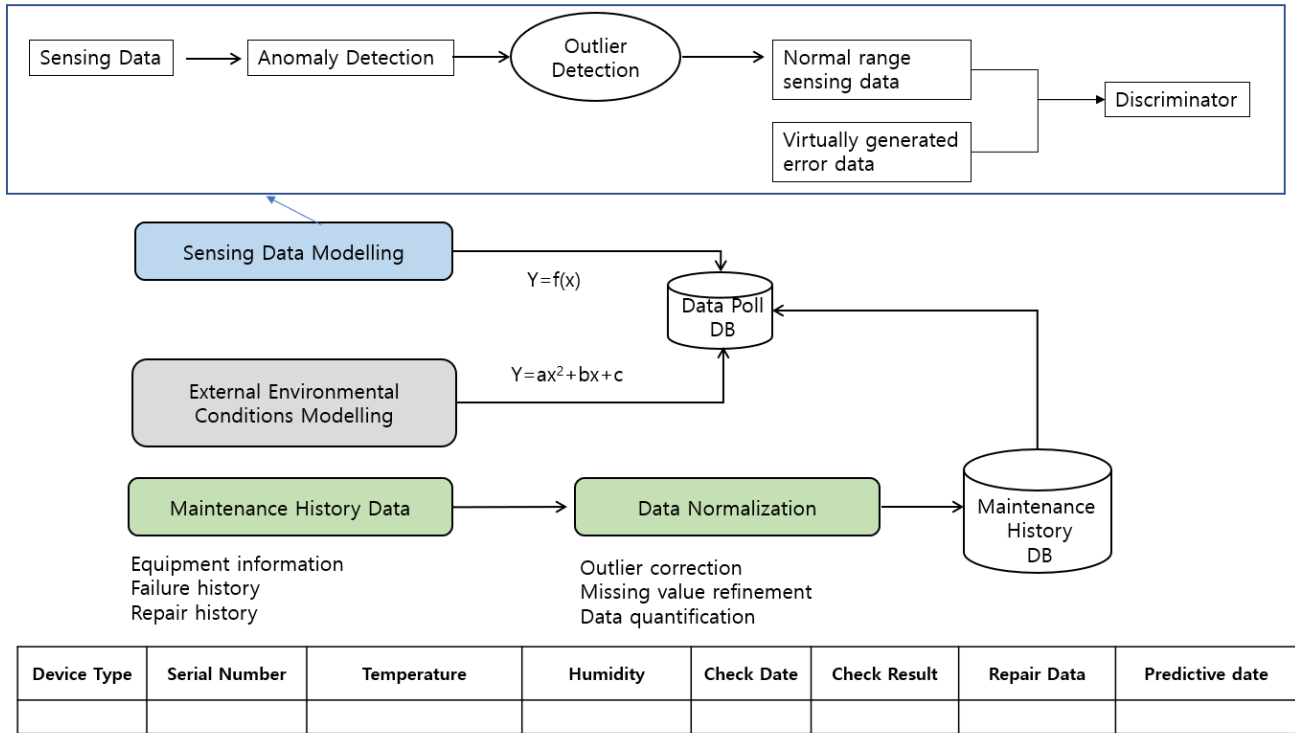 Sensing Data
Anomaly Detection
Outlier
Detection
Normal range
sensing data
Virtually generated
error data
Discriminator
Sensing Data Modelling
Y=f(x)
Data Poll
DB
External Environmental
Conditions Modelling
Y=ax²+bx+c
Maintenance History Data
Data Normalization
Maintenance
History
DB
Equipment information
Failure history
Repair history
Outlier correction
Missing value refinement
Data quantification
Device Type Serial Number Temperature Humidity Check Date Check Result Repair Data Predictive date